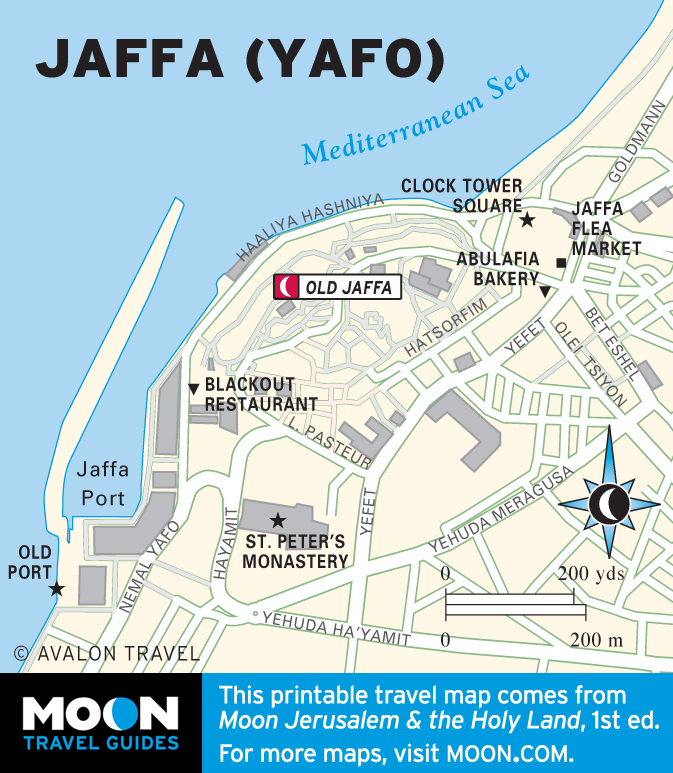 JAFFA (YAFO)
Mediterranean Sea
GOLDMANN
CLOCK TOWER
SQUARE
HAALIYA HASHNIYA
JAFFA
FLEA
MARKET
ABULAFIA
BAKERY
OLD JAFFA
HATSORFIM
YEFET
BET ESHEL
OLEI TSIYON
BLACKOUT
RESTAURANT
L. PASTEUR
Jaffa
Port
YEHUDA MERAGUSA
YEFET
HAYAMIT
NEMAL YAFO
ST. PETER'S
MONASTERY
OLD
PORT
0 200 yds
0 200 m
YEHUDA HA'YAMIT
© AVALON TRAVEL
MOON
TRAVEL GUIDES
This printable travel map comes from
Moon Jerusalem & the Holy Land, 1st ed.
For more maps, visit MOON.COM.